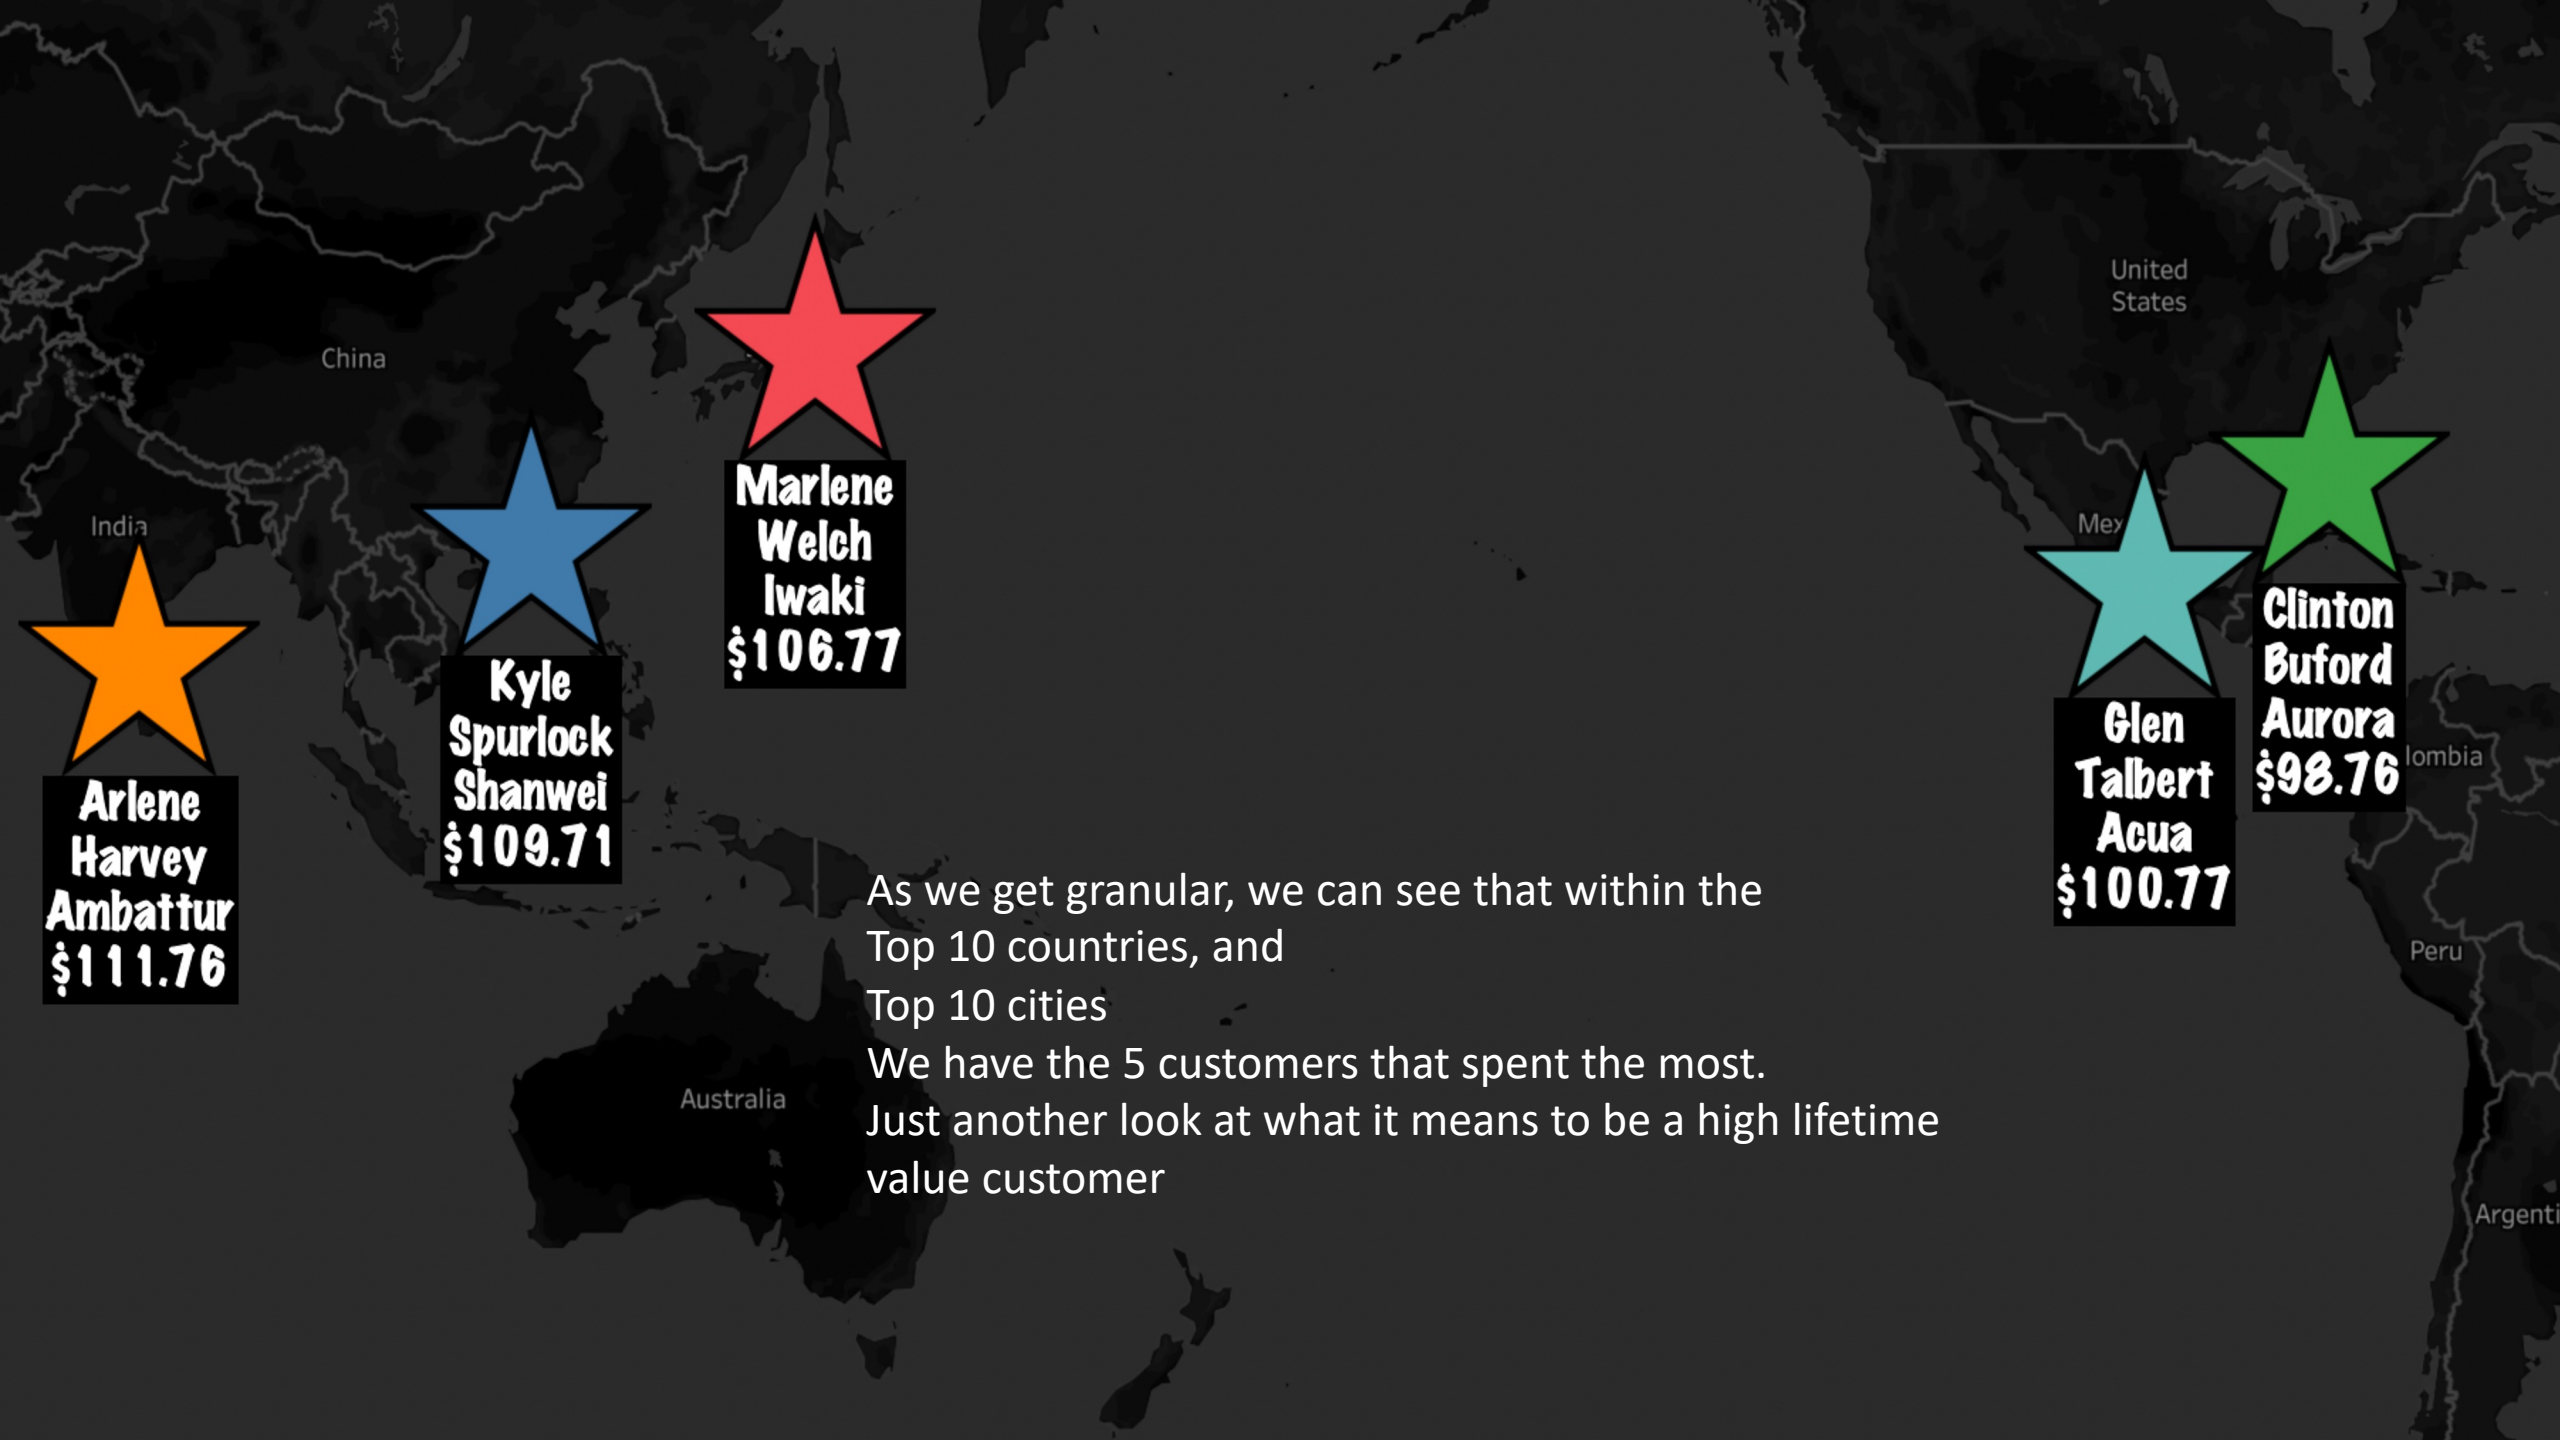 United
States
China
India
Mex
lombia
Peru
Australia
Argenti
Marlene
Welch
Iwaki
$106.77
Kyle
Spurlock
Shanwei
$109.71
Arlene
Harvey
Ambattur
$111.76
Clinton
Buford
Aurora
$98.76
Glen
Talbert
Acua
$100.77
As we get granular, we can see that within the
Top 10 countries, and
Top 10 cities
We have the 5 customers that spent the most.
Just another look at what it means to be a high lifetime
value customer